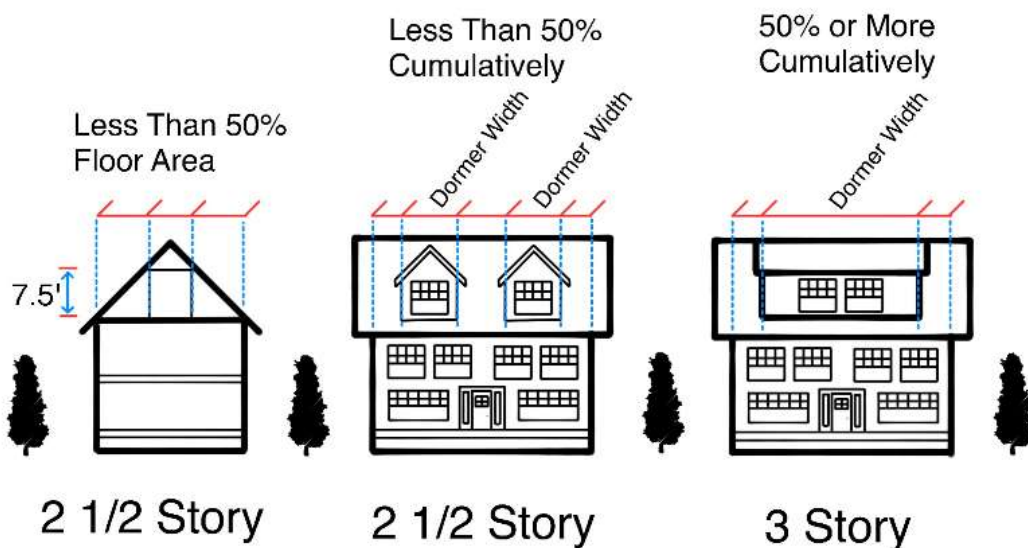 Less Than 50%
Floor Area
7.5'
2 1/2 Story
Less Than 50%
Cumulatively
Dormer Width
Dormer Width
2 1/2 Story
50% or More
Cumulatively
Dormer Width
3 Story